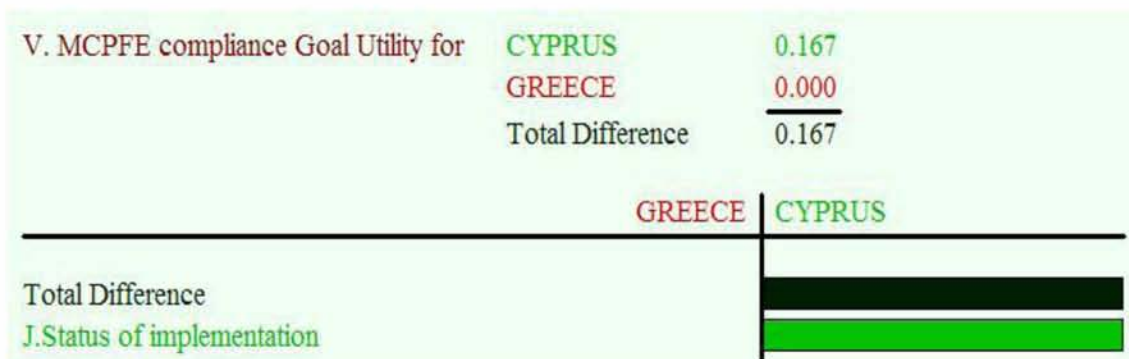 V. MCPFE compliance Goal Utility for CYPRUS 0.167
GREECE 0.000
Total Difference 0.167
GREECE CYPRUS
Total Difference
J.Status of implementation